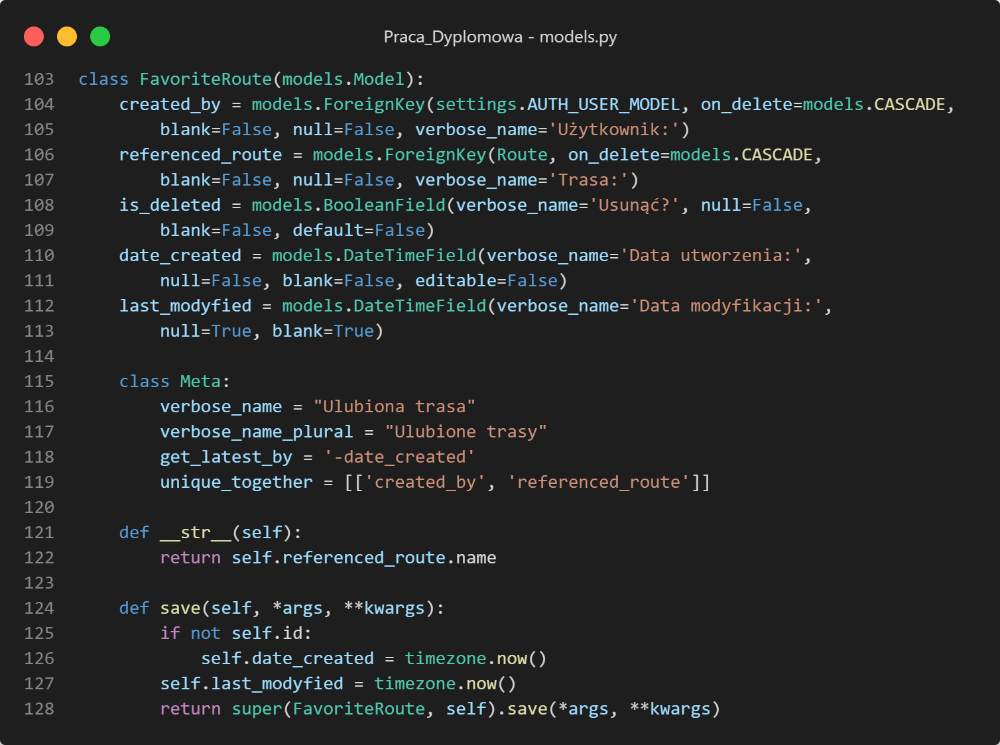 Praca_Dyplomowa - models.py
103 class FavoriteRoute(models.Model):
104     created_by = models.ForeignKey(settings.AUTH_USER_MODEL, on_delete=models.CASCADE,
105         blank=False, null=False, verbose_name='Użytkownik:')
106     referenced_route = models.ForeignKey(Route, on_delete=models.CASCADE,
107         blank=False, null=False, verbose_name='Trasa:')
108     is_deleted = models.BooleanField(verbose_name='Usunąć?', null=False,
109         blank=False, default=False)
110     date_created = models.DateTimeField(verbose_name='Data utworzenia:',
111         null=False, blank=False, editable=False)
112     last_modyfied = models.DateTimeField(verbose_name='Data modyfikacji:',
113         null=True, blank=True)
114
115     class Meta:
116         verbose_name = "Ulubiona trasa"
117         verbose_name_plural = "Ulubione trasy"
118         get_latest_by = '-date_created'
119         unique_together = [['created_by', 'referenced_route']]
120
121     def __str__(self):
122         return self.referenced_route.name
123
124     def save(self, *args, **kwargs):
125         if not self.id:
126             self.date_created = timezone.now()
127         self.last_modyfied = timezone.now()
128         return super(FavoriteRoute, self).save(*args, **kwargs)